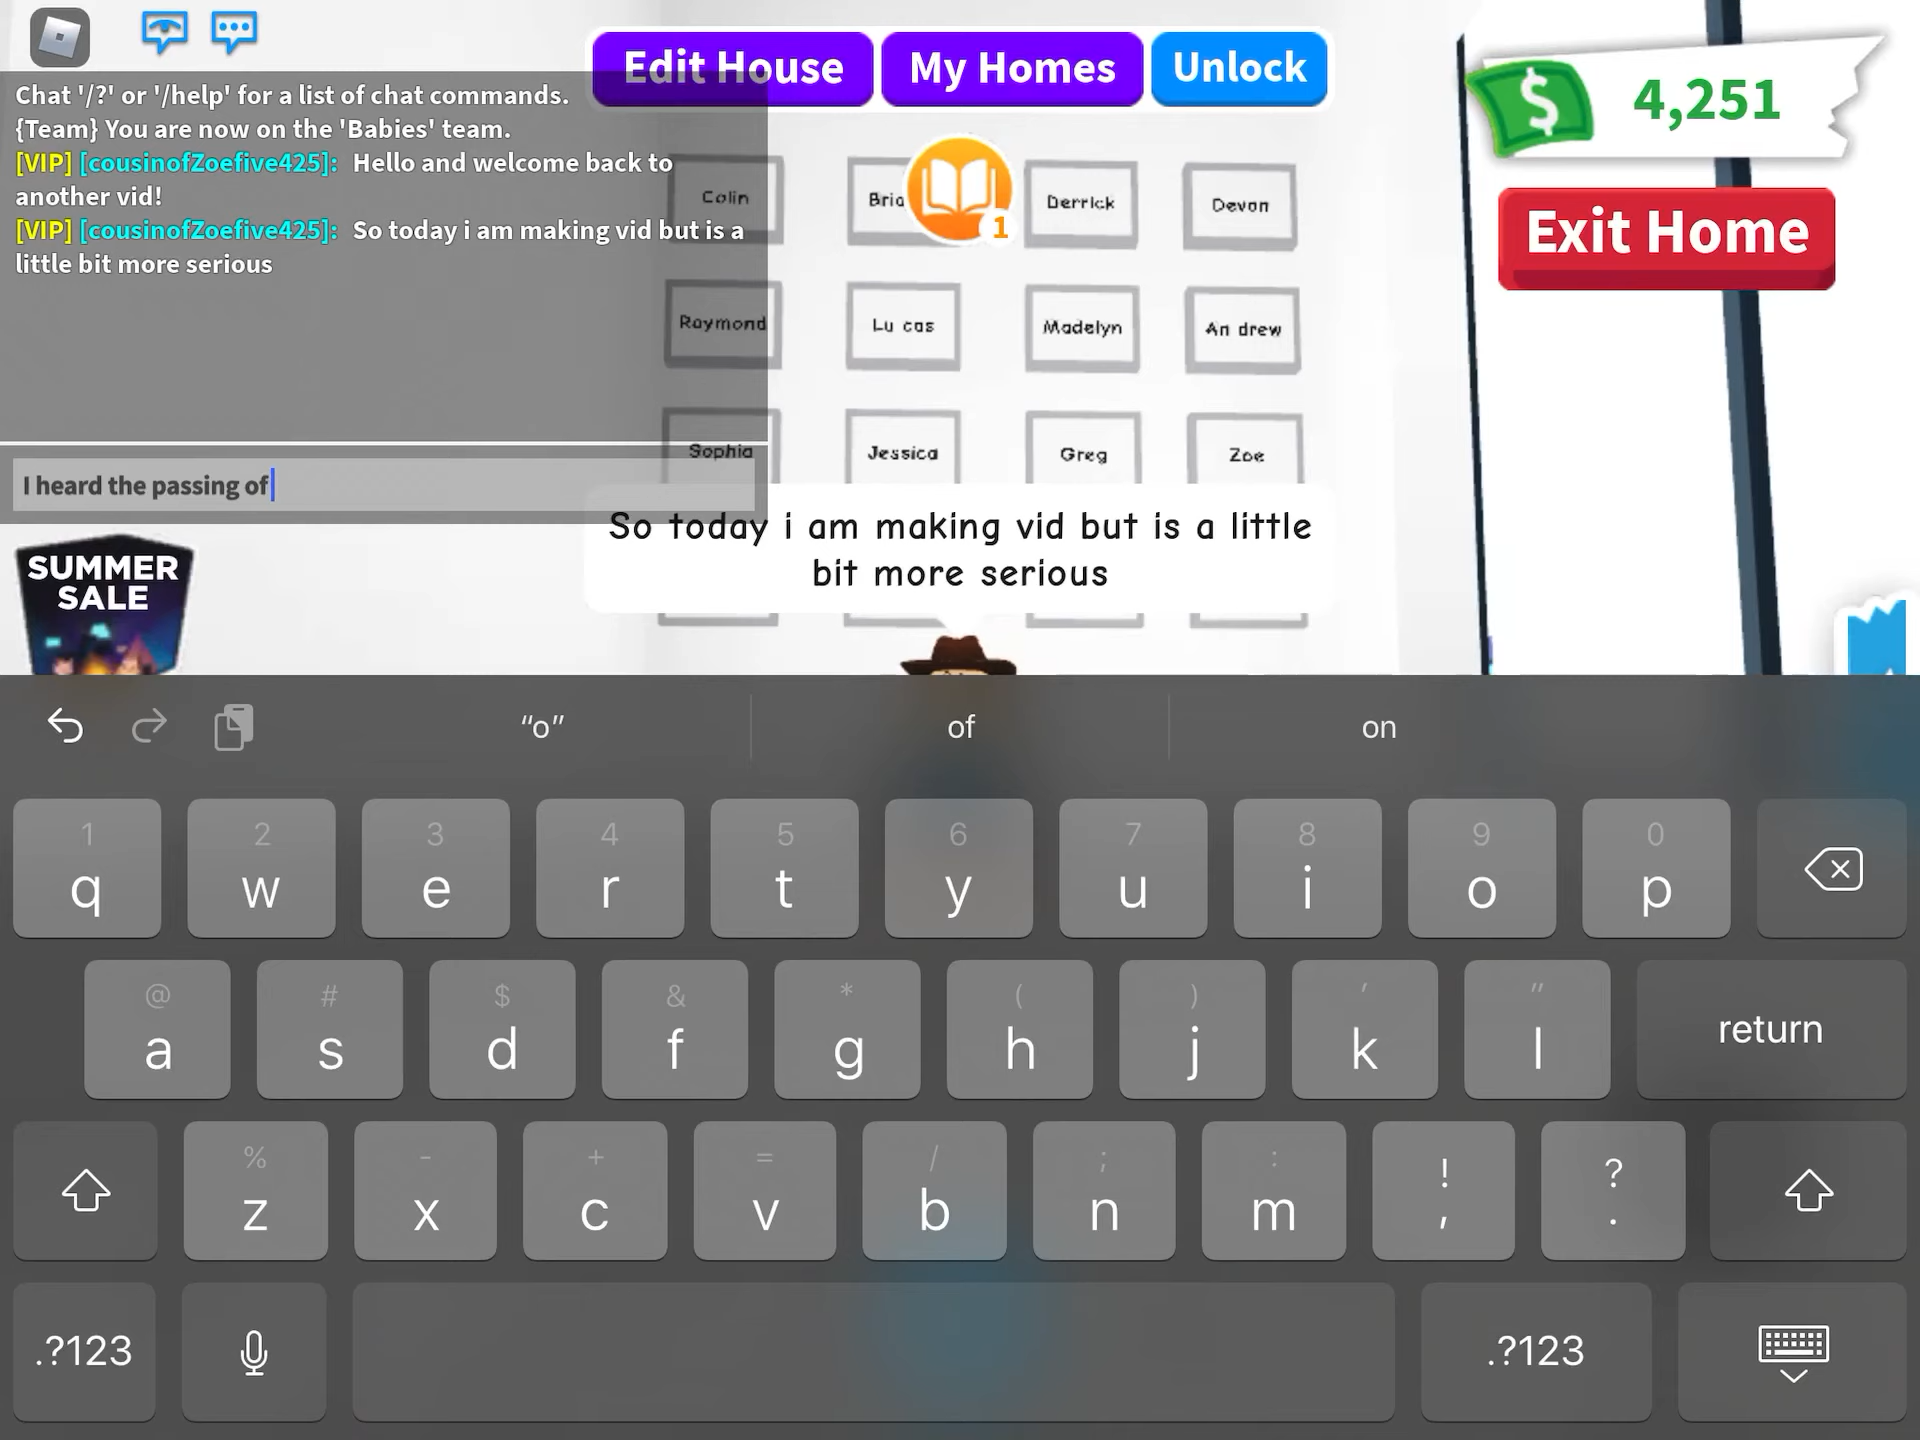 Edit House
My Homes
Unlock
4,251
Chat '/?' or '/help' for a list of chat commands.
{Team} You are now on the 'Babies' team.
[VIP] [cousinofZoefive425]: Hello and welcome back to
another vid!
[VIP] [cousinofZoefive425]: So today i am making vid but is a
little bit more serious
Exit Home
Colin
Bria
1
Derrick
Devon
Raymond
Lu cas
Madelyn
An drew
Sophia
Jessica
Greg
Zoe
I heard the passing of
So today i am making vid but is a little
bit more serious
SUMMER
SALE
“o”
of
on
1 2 3 4 5 6 7 8 9 0
q w e r t y u i o p
@ # $ & * ( ) ' "
a s d f g h j k l return
% - + = / ; : ! ?
z x c v b n m , .
.?123
.?123